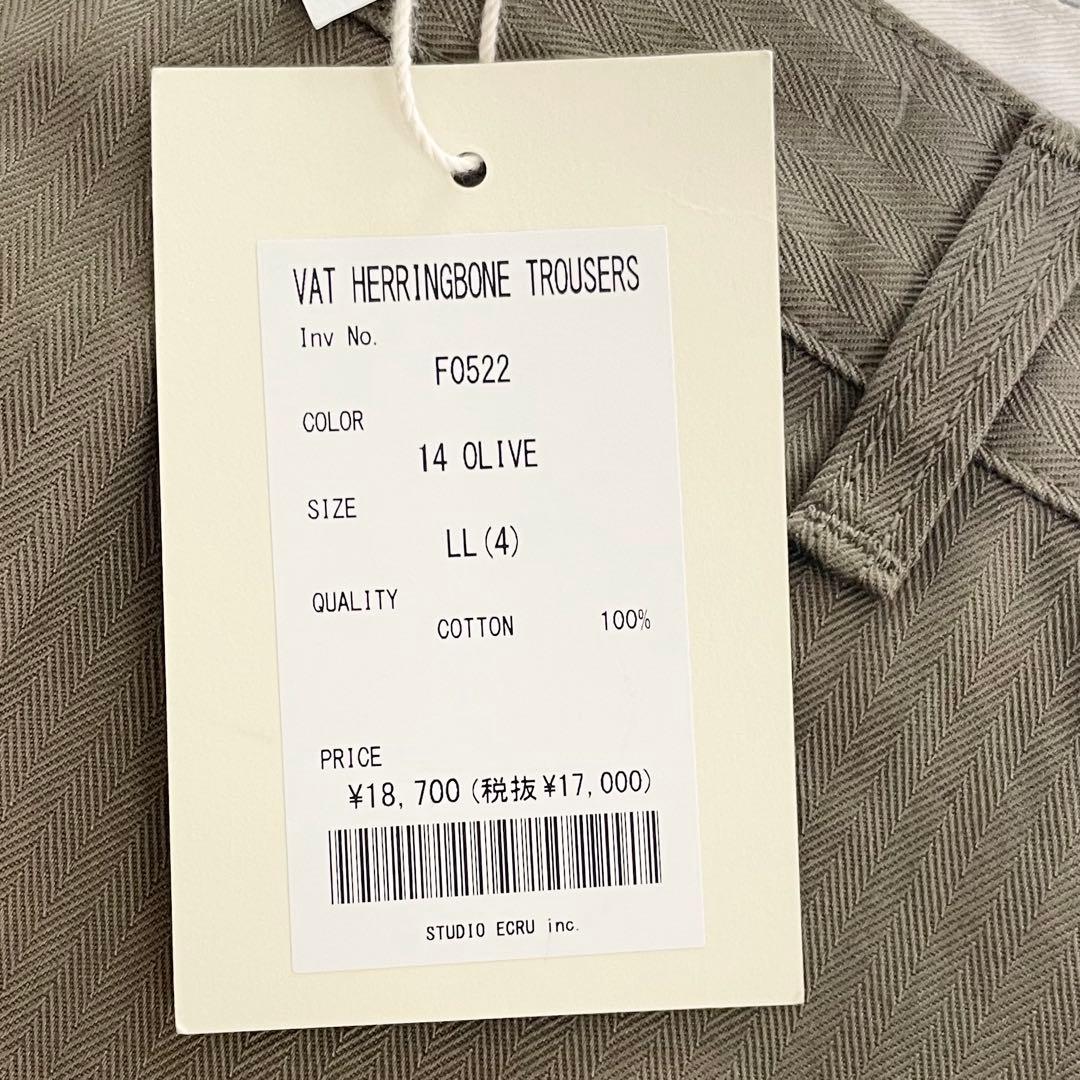 VAT HERRINGBONE TROUSERS
Inv No.
F0522
COLOR
14 OLIVE
SIZE
LL(4)
QUALITY
COTTON 100%
PRICE
¥18,700(税抜¥17,000)
STUDIO ECRU inc.